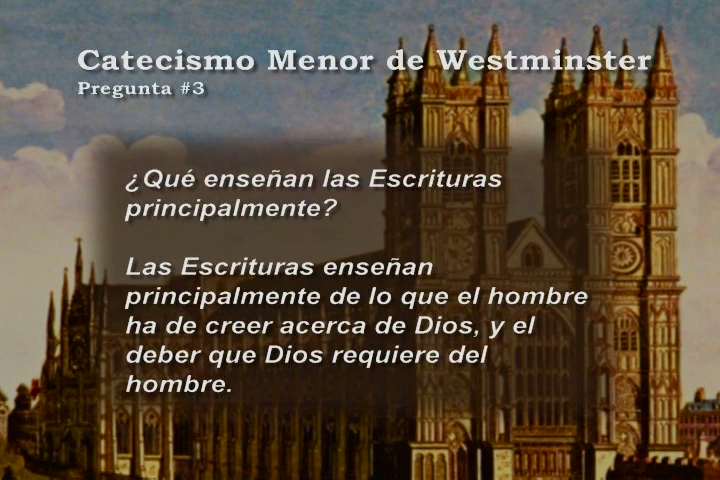 Catecismo Menor de Westminster
Pregunta #3
¿Qué enseñan las Escrituras
principalmente?
Las Escrituras enseñan
principalmente de lo que el hombre
ha de creer acerca de Dios, y el
deber que Dios requiere del
hombre.